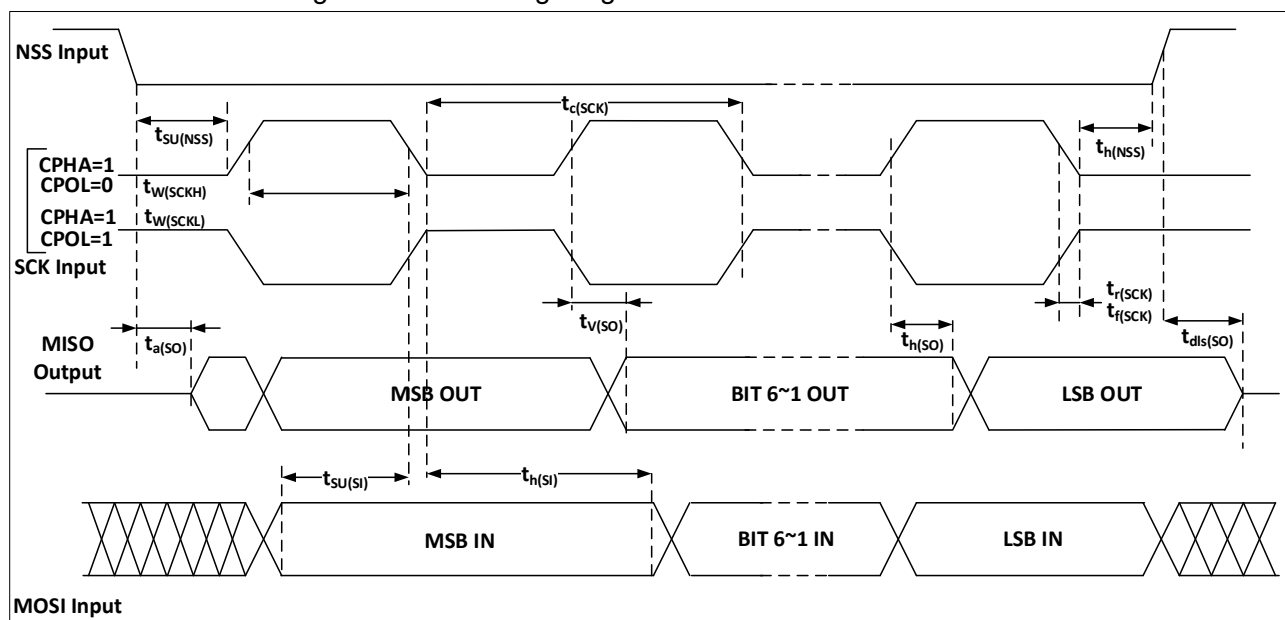 NSS Input
tc(SCK)
tSU(NSS)
th(NSS)
CPHA=1
CPOL=0
tW(SCKH)
CPHA=1
tW(SCKL)
CPOL=1
SCK Input
tr(SCK)
tV(SO)
tf(SCK)
ta(SO)
th(SO)
tdls(SO)
MISO
Output
MSB OUT
BIT 6~1 OUT
LSB OUT
tSU(SI)
th(SI)
MSB IN
BIT 6~1 IN
LSB IN
MOSI Input